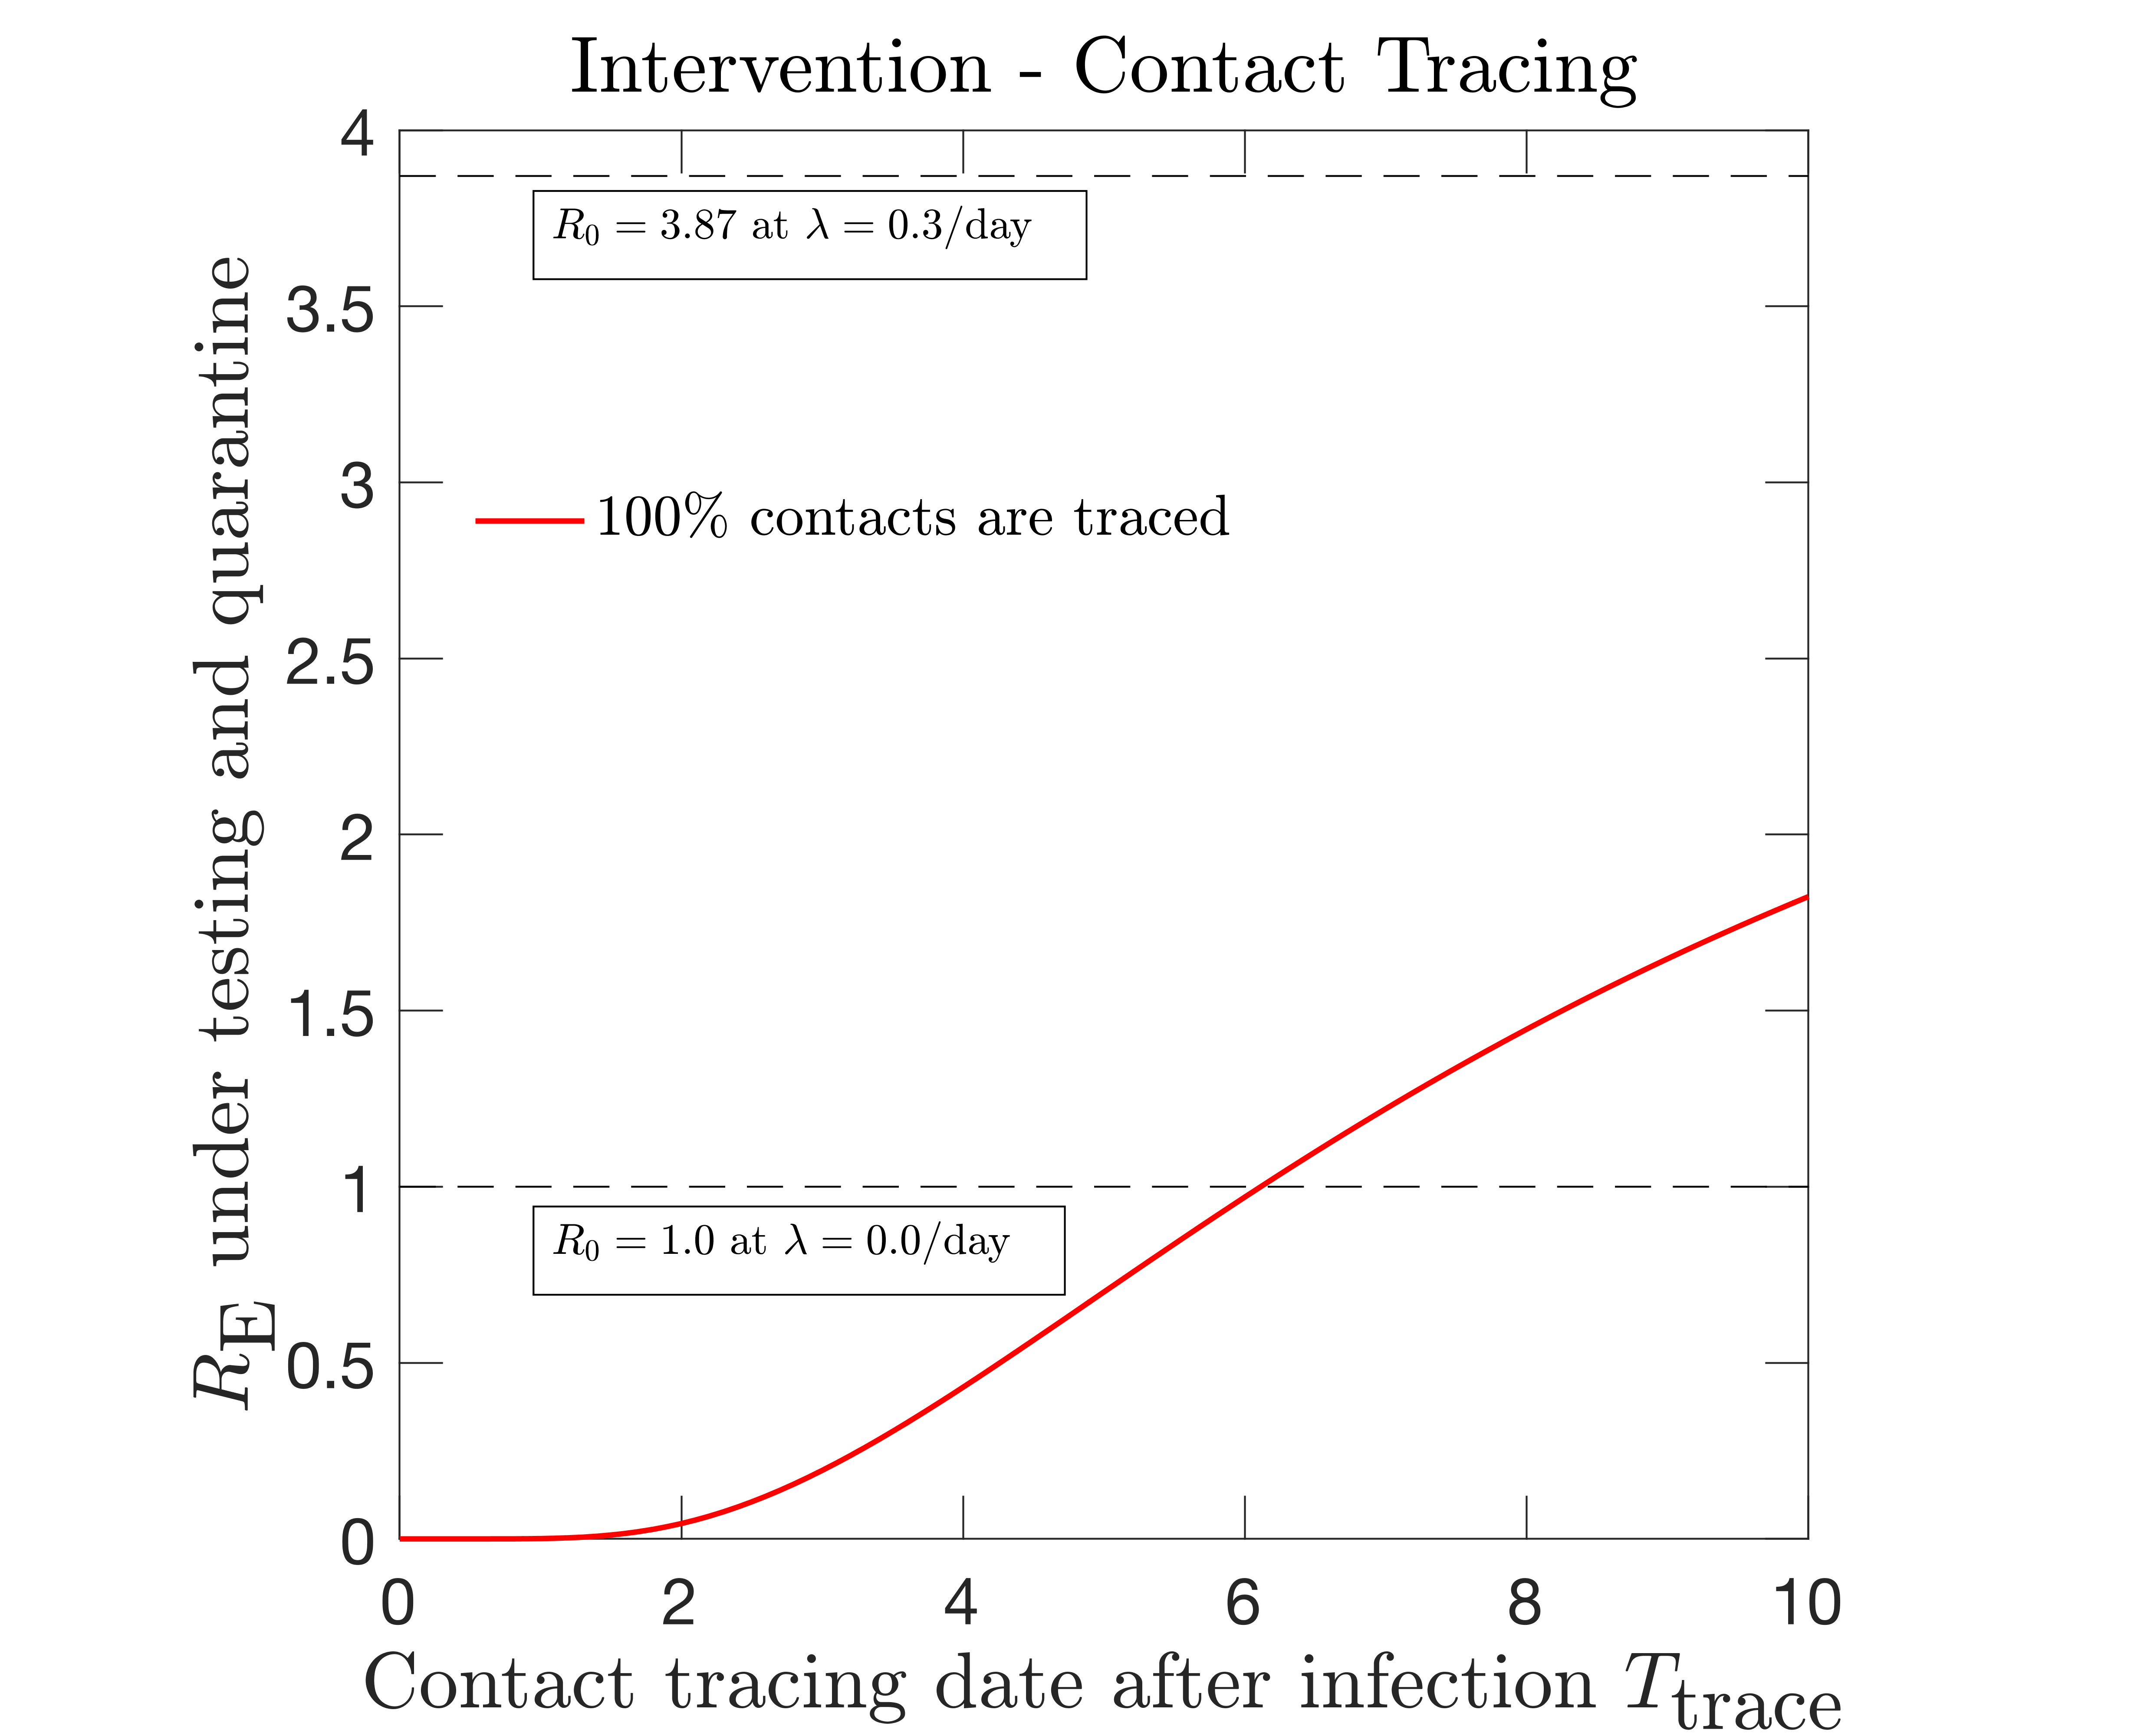 Intervention - Contact Tracing
R_E under testing and quarantine
4
3.5
3
2.5
2
1.5
1
0.5
0
R_0 = 3.87 at λ = 0.3/day
100% contacts are traced
R_0 = 1.0 at λ = 0.0/day
0 2 4 6 8 10
Contact tracing date after infection T_trace